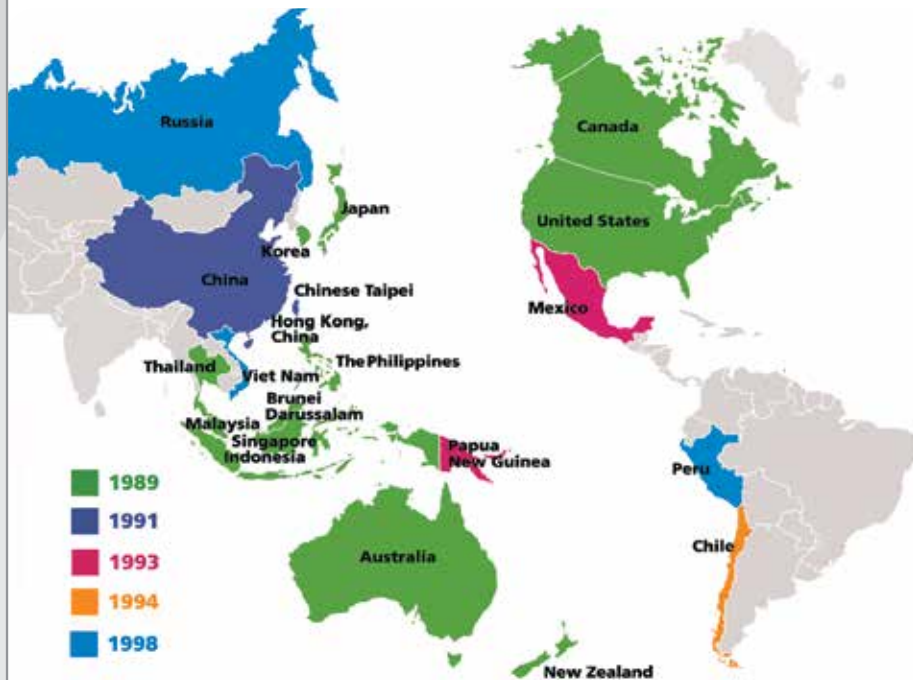 Russia
Canada
Japan
United States
Korea
China
Chinese Taipei
Mexico
Hong Kong,
China
The Philippines
Thailand
Viet Nam
Brunei
Darussalam
Malaysia
Singapore
Indonesia
Papua
New Guinea
Peru
1989
1991
Chile
Australia
1993
1994
1998
New Zealand